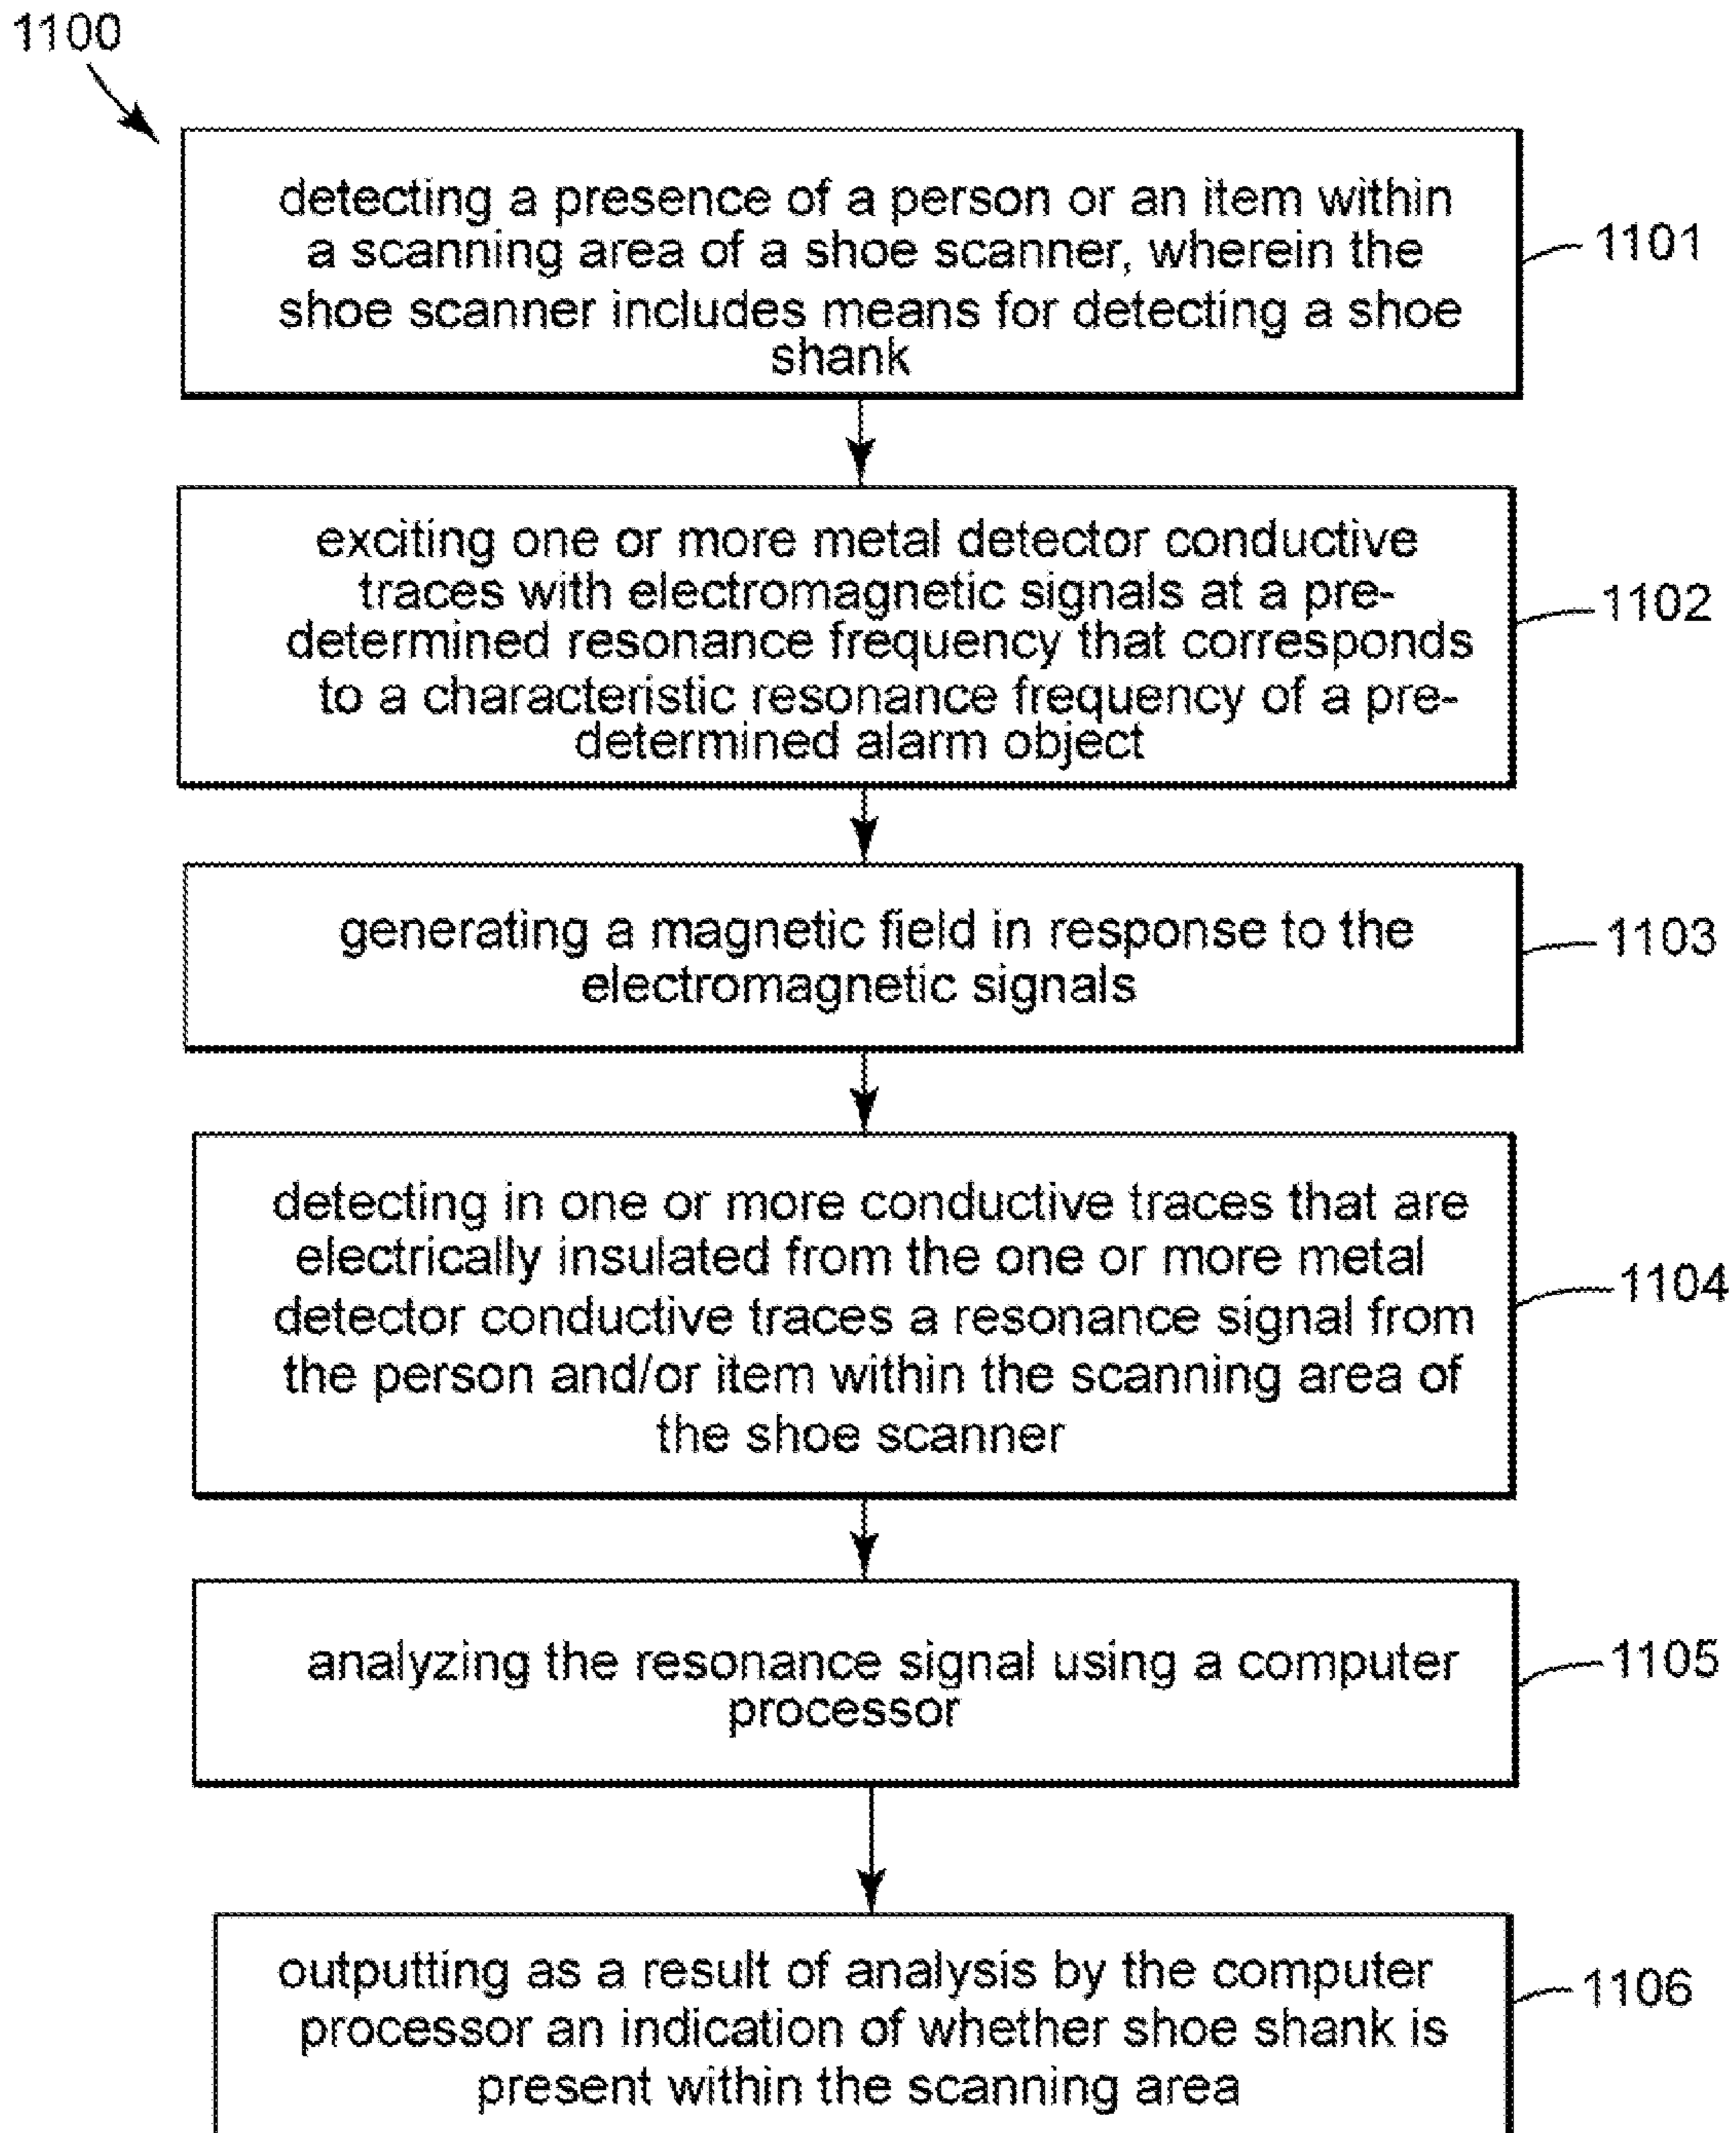 1100
detecting a presence of a person or an item within
a scanning area of a shoe scanner, wherein the
shoe scanner includes means for detecting a shoe
shank
1101
exciting one or more metal detector conductive
traces with electromagnetic signals at a pre-
determined resonance frequency that corresponds
to a characteristic resonance frequency of a pre-
determined alarm object
1102
generating a magnetic field in response to the
electromagnetic signals
1103
detecting in one or more conductive traces that are
electrically insulated from the one or more metal
detector conductive traces a resonance signal from
the person and/or item within the scanning area of
the shoe scanner
1104
analyzing the resonance signal using a computer
processor
1105
outputting as a result of analysis by the computer
processor an indication of whether shoe shank is
present within the scanning area
1106